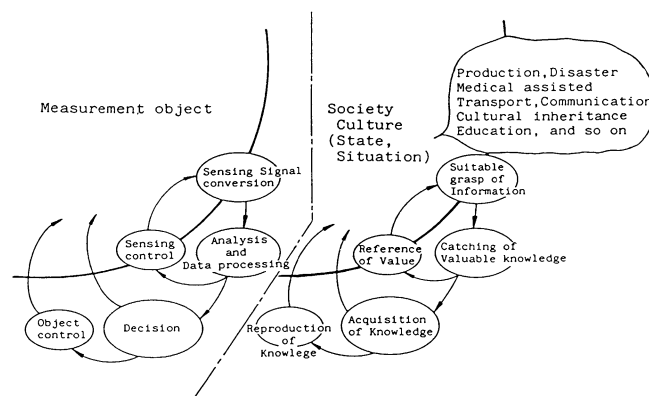 Measurement object
Sensing Signal
conversion
Sensing
control
Analysis
and
Data processing
Object
control
Decision
Society
Culture
(State,
Situation)
Production,Disaster
Medical assisted
Transport,Communication
Cultural inheritance
Education, and so on
Suitable
grasp of
Information
Reference
of Value
Catching of
Valuable knowledge
Reproduction
of
Knowlege
Acquisition
of Knowledge